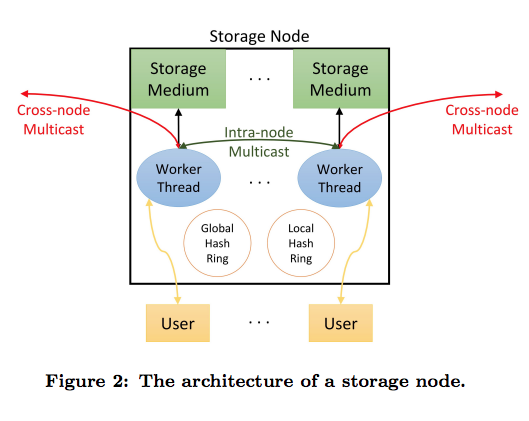 Storage Node
Storage
Medium
. . .
Storage
Medium
Cross-node
Multicast
Cross-node
Multicast
Intra-node
Multicast
Worker
Thread
. . .
Worker
Thread
Global
Hash
Ring
Local
Hash
Ring
User
. . .
User
Figure 2: The architecture of a storage node.